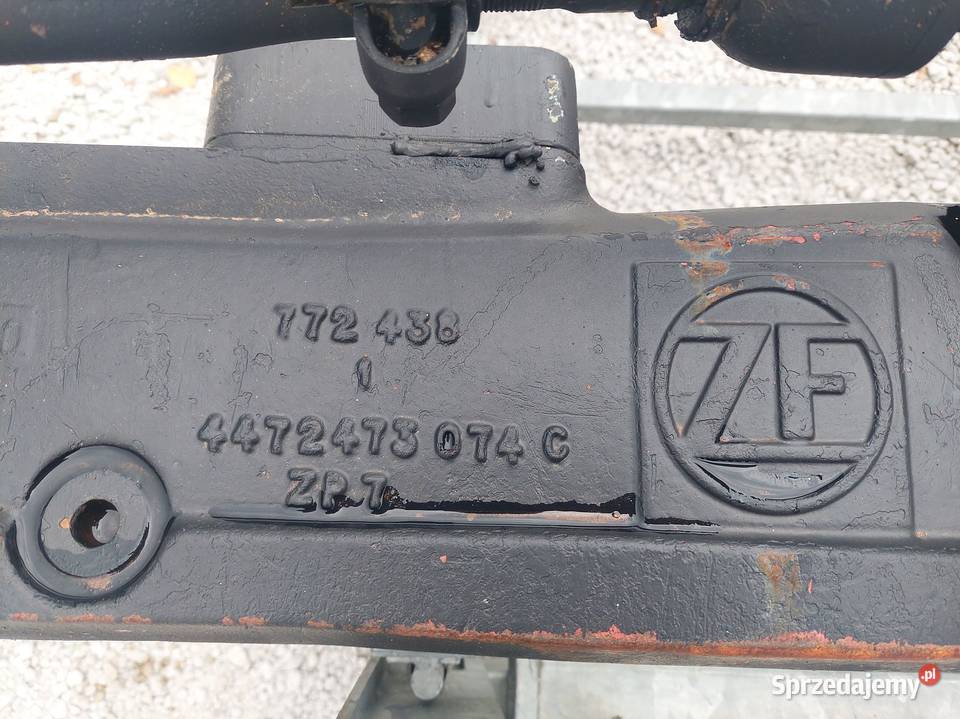 772 438
1
4472473 074 C
ZP 7
ZF
Sprzedajemy.pl